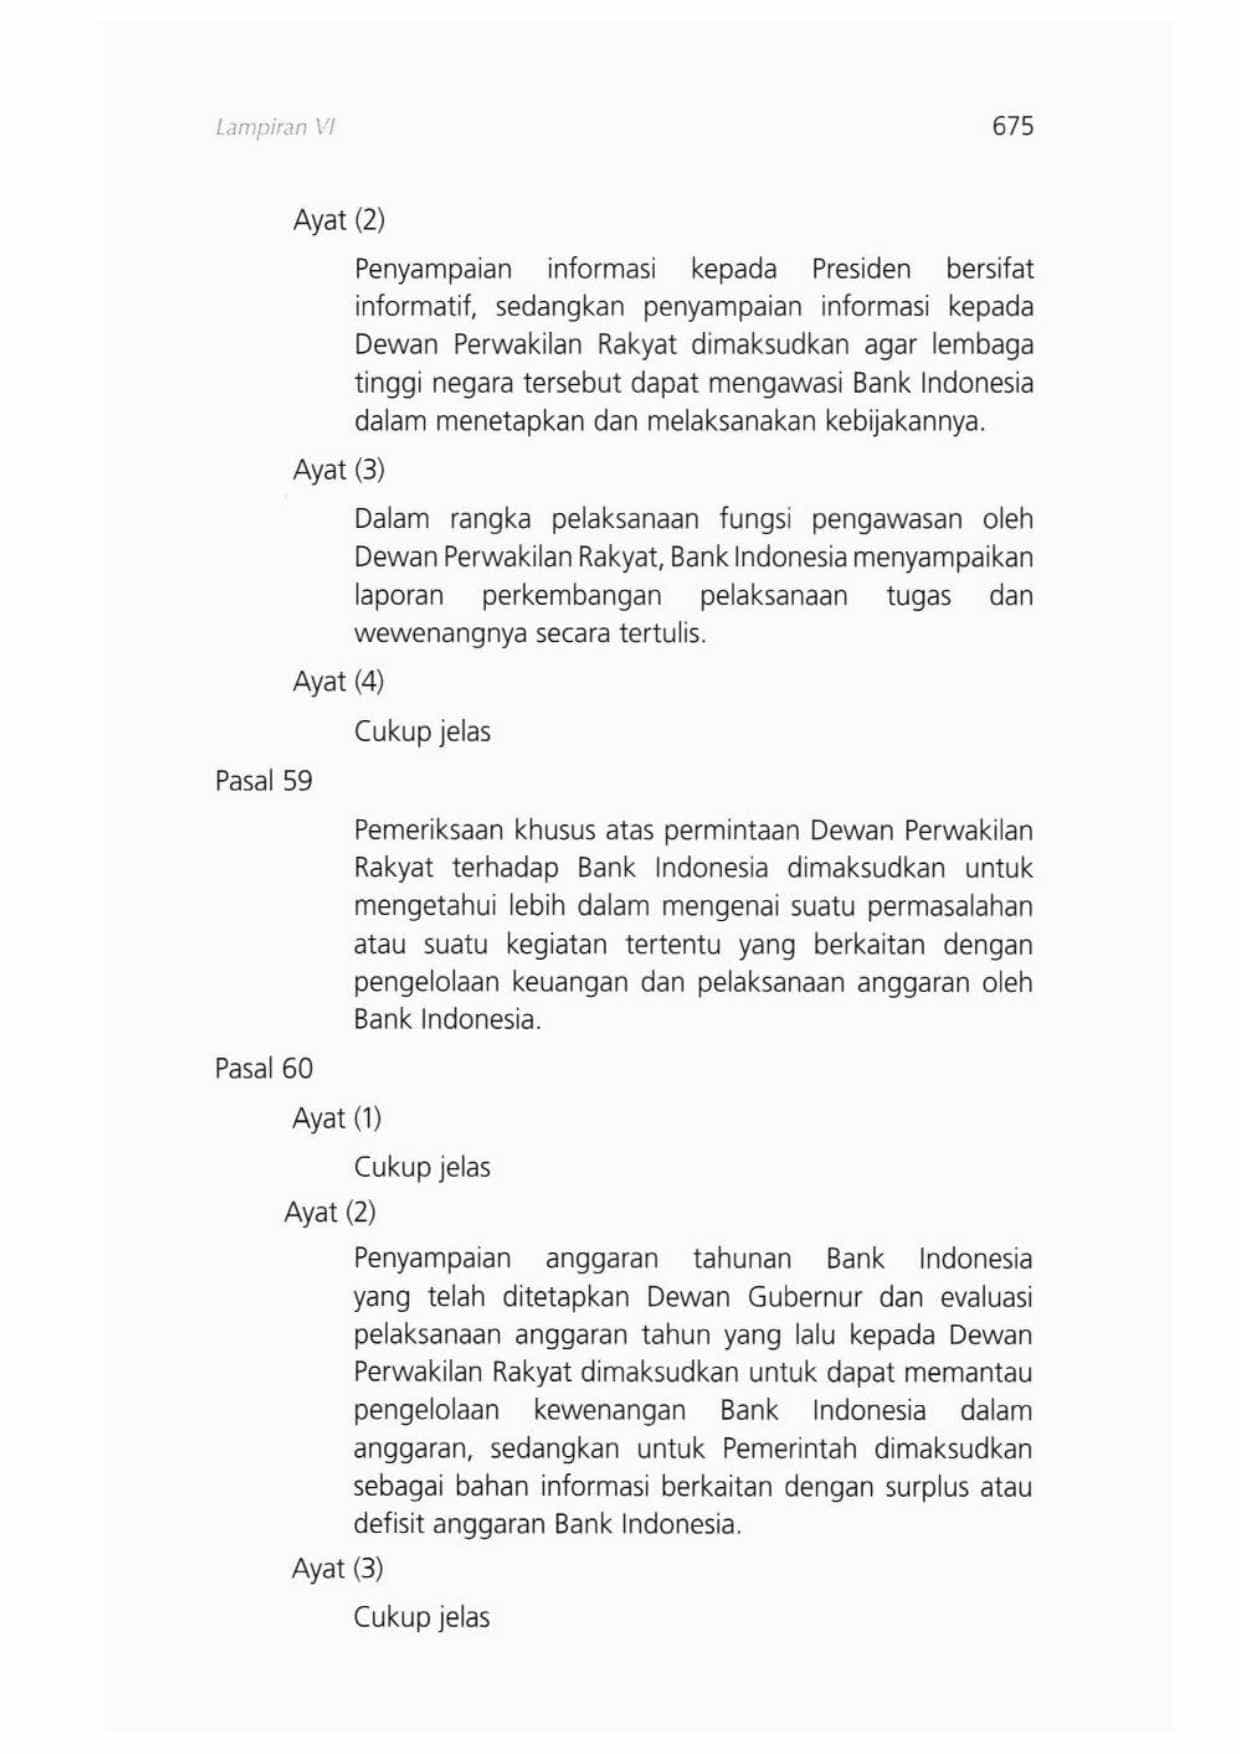 Lampiran VI
675
Ayat (2)
Penyampaian informasi kepada Presiden bersifat
informatif, sedangkan penyampaian informasi kepada
Dewan Perwakilan Rakyat dimaksudkan agar lembaga
tinggi negara tersebut dapat mengawasi Bank Indonesia
dalam menetapkan dan melaksanakan kebijakannya.
Ayat (3)
Dalam rangka pelaksanaan fungsi pengawasan oleh
Dewan Perwakilan Rakyat, Bank Indonesia menyampaikan
laporan perkembangan pelaksanaan tugas dan
wewenangnya secara tertulis.
Ayat (4)
Cukup jelas
Pasal 59
Pemeriksaan khusus atas permintaan Dewan Perwakilan
Rakyat terhadap Bank Indonesia dimaksudkan untuk
mengetahui lebih dalam mengenai suatu permasalahan
atau suatu kegiatan tertentu yang berkaitan dengan
pengelolaan keuangan dan pelaksanaan anggaran oleh
Bank Indonesia.
Pasal 60
Ayat (1)
Cukup jelas
Ayat (2)
Penyampaian anggaran tahunan Bank Indonesia
yang telah ditetapkan Dewan Gubernur dan evaluasi
pelaksanaan anggaran tahun yang lalu kepada Dewan
Perwakilan Rakyat dimaksudkan untuk dapat memantau
pengelolaan kewenangan Bank Indonesia dalam
anggaran, sedangkan untuk Pemerintah dimaksudkan
sebagai bahan informasi berkaitan dengan surplus atau
defisit anggaran Bank Indonesia.
Ayat (3)
Cukup jelas